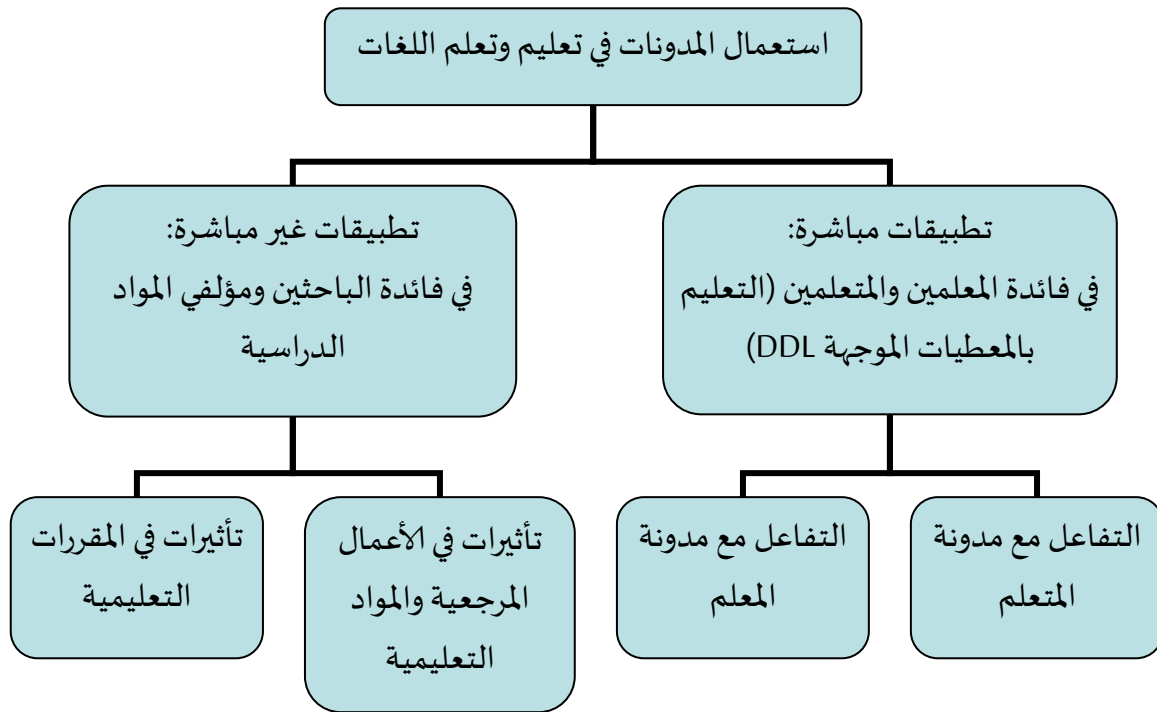 استعمال المدونات في تعليم وتعلم اللغات
تطبيقات مباشرة:
في فائدة المعلمين والمتعلمين (التعليم
بالمعطيات الموجهة DDL)
تطبيقات غير مباشرة:
في فائدة الباحثين ومؤلفي المواد
الدراسية
التفاعل مع مدونة
المتعلم
التفاعل مع مدونة
المعلم
تأثيرات في الأعمال
المرجعية والمواد
التعليمية
تأثيرات في المقررات
التعليمية